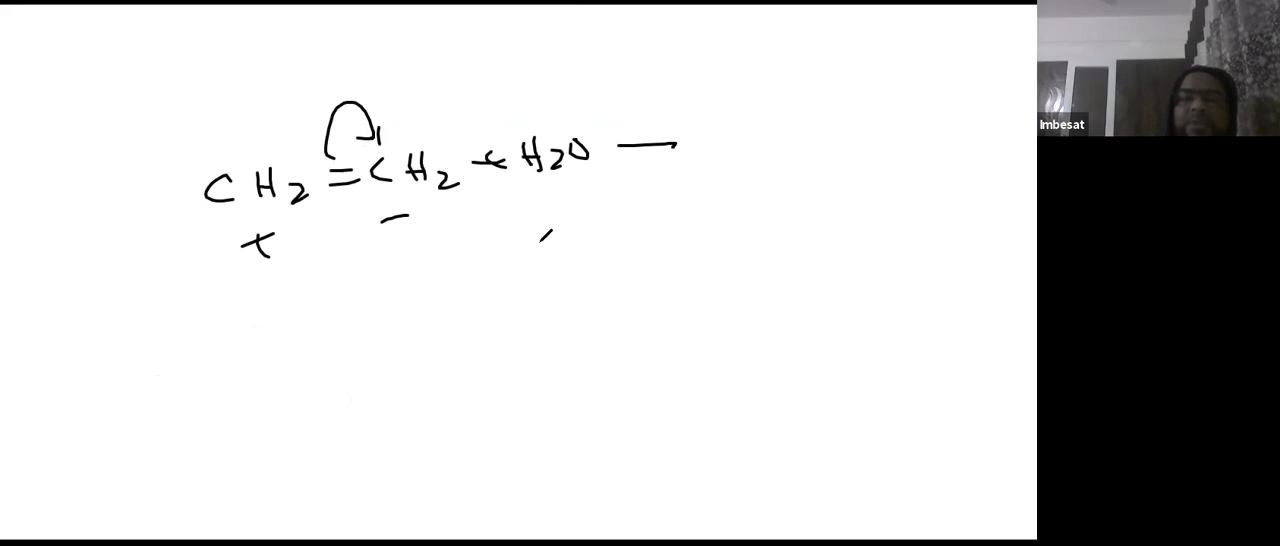 CH2=CH2 + H2O —
+ −
Imbesat